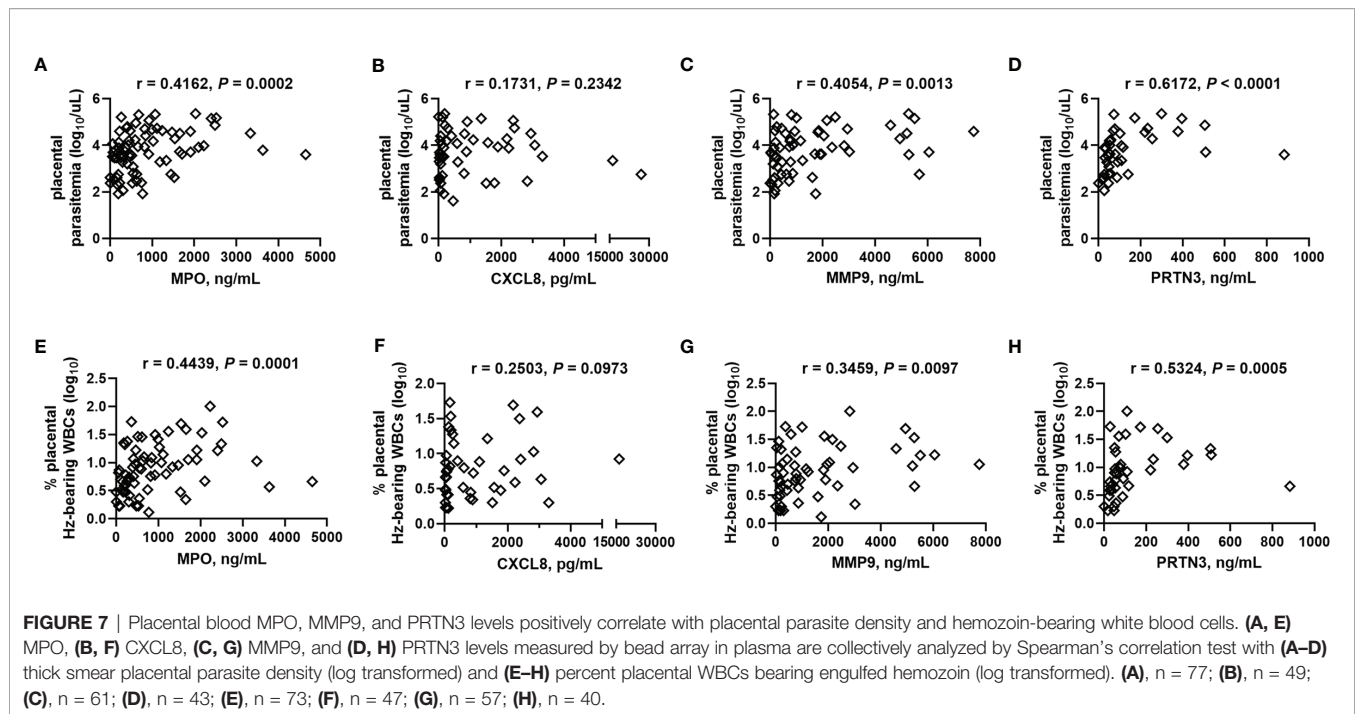 A
r = 0.4162, P = 0.0002
placental
parasitemia (log10/uL)
6
4
2
0
0 1000 2000 3000 4000 5000
MPO, ng/mL
B
r = 0.1731, P = 0.2342
placental
parasitemia (log10/uL)
6
4
2
0
0 2000 4000 15000 30000
CXCL8, pg/mL
C
r = 0.4054, P = 0.0013
placental
parasitemia (log10/uL)
6
4
2
0
0 2000 4000 6000 8000
MMP9, ng/mL
D
r = 0.6172, P < 0.0001
placental
parasitemia (log10/uL)
6
4
2
0
0 200 400 600 800 1000
PRTN3, ng/mL
E
r = 0.4439, P = 0.0001
% placental
Hz-bearing WBCs (log10)
2.5
2.0
1.5
1.0
0.5
0.0
0 1000 2000 3000 4000 5000
MPO, ng/mL
F
r = 0.2503, P = 0.0973
% placental
Hz-bearing WBCs (log10)
2.0
1.5
1.0
0.5
0.0
0 2000 4000 15000 30000
CXCL8, pg/mL
G
r = 0.3459, P = 0.0097
% placental
Hz-bearing WBCs (log10)
2.5
2.0
1.5
1.0
0.5
0.0
0 2000 4000 6000 8000
MMP9, ng/mL
H
r = 0.5324, P = 0.0005
% placental
Hz-bearing WBCs (log10)
2.5
2.0
1.5
1.0
0.5
0.0
0 200 400 600 800 1000
PRTN3, ng/mL
FIGURE 7 | Placental blood MPO, MMP9, and PRTN3 levels positively correlate with placental parasite density and hemozoin-bearing white blood cells. (A, E)
MPO, (B, F) CXCL8, (C, G) MMP9, and (D, H) PRTN3 levels measured by bead array in plasma are collectively analyzed by Spearman's correlation test with (A–D)
thick smear placental parasite density (log transformed) and (E–H) percent placental WBCs bearing engulfed hemozoin (log transformed). (A), n = 77; (B), n = 49;
(C), n = 61; (D), n = 43; (E), n = 73; (F), n = 47; (G), n = 57; (H), n = 40.